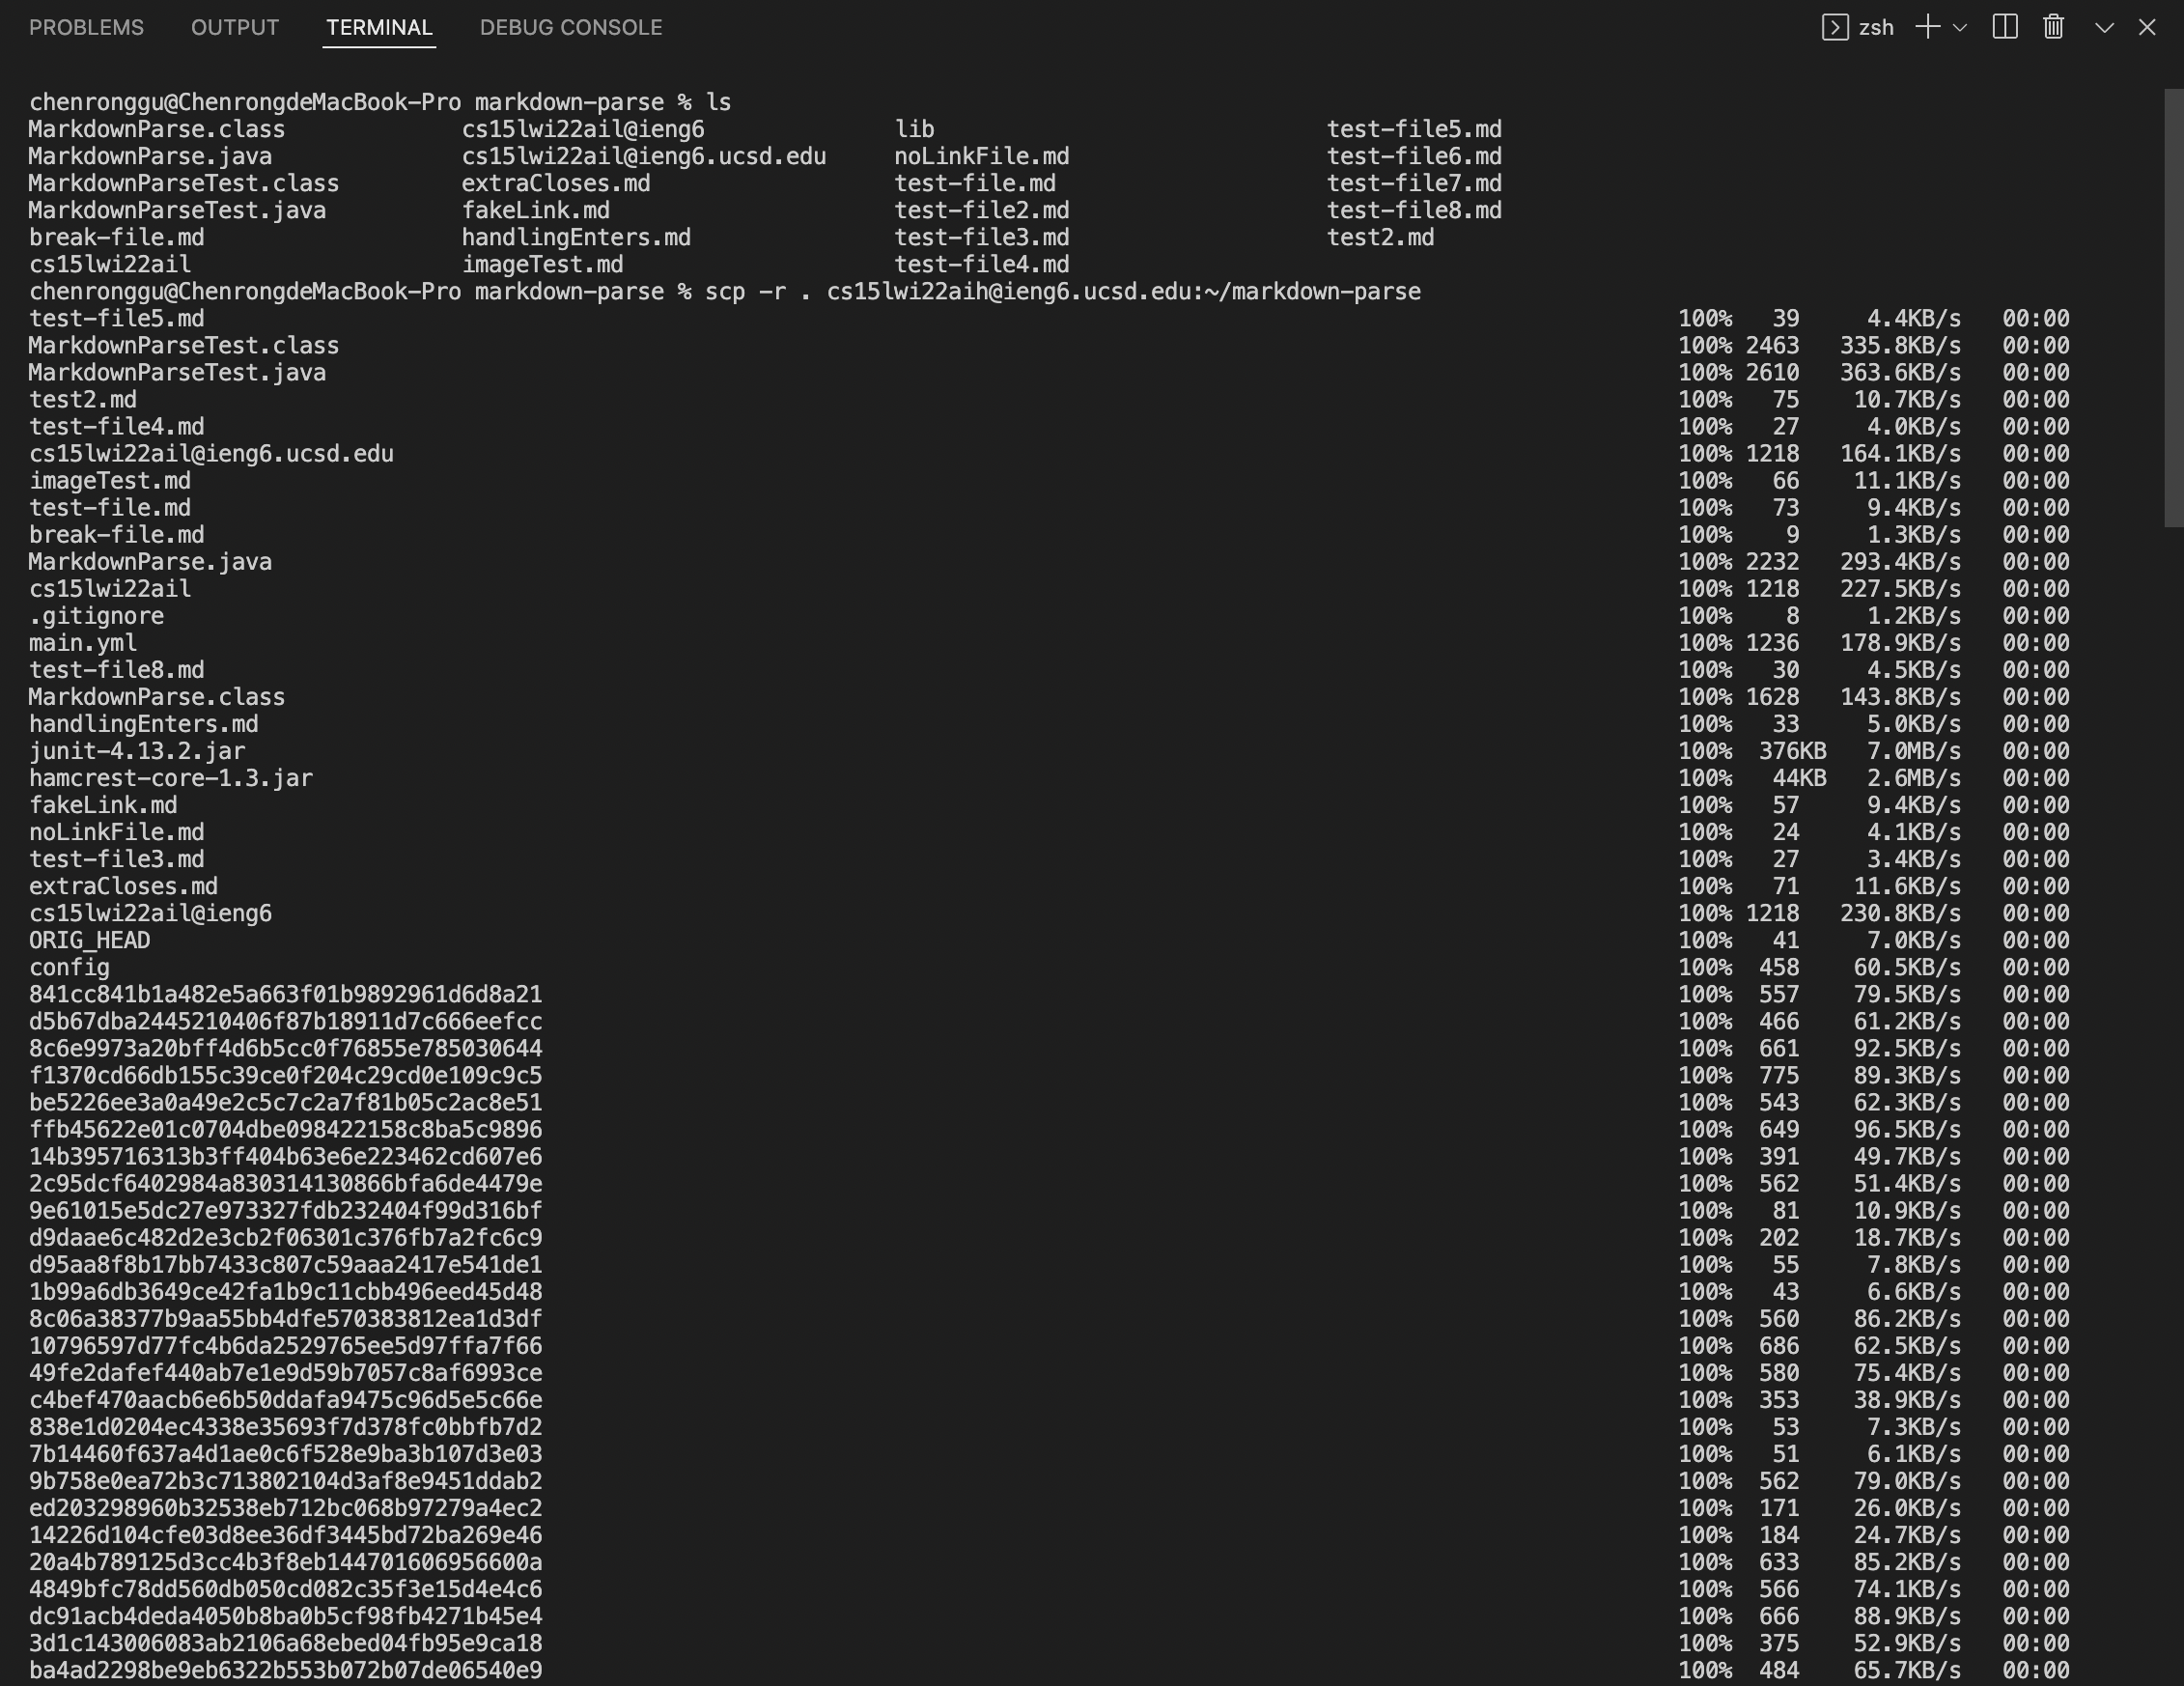 PROBLEMS OUTPUT TERMINAL DEBUG CONSOLE zsh
chenronggu@ChenrongdeMacBook-Pro markdown-parse % ls
MarkdownParse.class cs15lwi22ail@ieng6 lib test-file5.md
MarkdownParse.java cs15lwi22ail@ieng6.ucsd.edu noLinkFile.md test-file6.md
MarkdownParseTest.class extraCloses.md test-file.md test-file7.md
MarkdownParseTest.java fakeLink.md test-file2.md test-file8.md
break-file.md handlingEnters.md test-file3.md test2.md
cs15lwi22ail imageTest.md test-file4.md
chenronggu@ChenrongdeMacBook-Pro markdown-parse % scp -r . cs15lwi22aih@ieng6.ucsd.edu:~/markdown-parse
test-file5.md 100% 39 4.4KB/s 00:00
MarkdownParseTest.class 100% 2463 335.8KB/s 00:00
MarkdownParseTest.java 100% 2610 363.6KB/s 00:00
test2.md 100% 75 10.7KB/s 00:00
test-file4.md 100% 27 4.0KB/s 00:00
cs15lwi22ail@ieng6.ucsd.edu 100% 1218 164.1KB/s 00:00
imageTest.md 100% 66 11.1KB/s 00:00
test-file.md 100% 73 9.4KB/s 00:00
break-file.md 100% 9 1.3KB/s 00:00
MarkdownParse.java 100% 2232 293.4KB/s 00:00
cs15lwi22ail 100% 1218 227.5KB/s 00:00
.gitignore 100% 8 1.2KB/s 00:00
main.yml 100% 1236 178.9KB/s 00:00
test-file8.md 100% 30 4.5KB/s 00:00
MarkdownParse.class 100% 1628 143.8KB/s 00:00
handlingEnters.md 100% 33 5.0KB/s 00:00
junit-4.13.2.jar 100% 376KB 7.0MB/s 00:00
hamcrest-core-1.3.jar 100% 44KB 2.6MB/s 00:00
fakeLink.md 100% 57 9.4KB/s 00:00
noLinkFile.md 100% 24 4.1KB/s 00:00
test-file3.md 100% 27 3.4KB/s 00:00
extraCloses.md 100% 71 11.6KB/s 00:00
cs15lwi22ail@ieng6 100% 1218 230.8KB/s 00:00
ORIG_HEAD 100% 41 7.0KB/s 00:00
config 100% 458 60.5KB/s 00:00
841cc841b1a482e5a663f01b9892961d6d8a21 100% 557 79.5KB/s 00:00
d5b67dba2445210406f87b18911d7c666eefcc 100% 466 61.2KB/s 00:00
8c6e9973a20bff4d6b5cc0f76855e785030644 100% 661 92.5KB/s 00:00
f1370cd66db155c39ce0f204c29cd0e109c9c5 100% 775 89.3KB/s 00:00
be5226ee3a0a49e2c5c7c2a7f81b05c2ac8e51 100% 543 62.3KB/s 00:00
ffb45622e01c0704dbe098422158c8ba5c9896 100% 649 96.5KB/s 00:00
14b395716313b3ff404b63e6e223462cd607e6 100% 391 49.7KB/s 00:00
2c95dcf6402984a830314130866bfa6de4479e 100% 562 51.4KB/s 00:00
9e61015e5dc27e973327fdb232404f99d316bf 100% 81 10.9KB/s 00:00
d9daae6c482d2e3cb2f06301c376fb7a2fc6c9 100% 202 18.7KB/s 00:00
d95aa8f8b17bb7433c807c59aaa2417e541de1 100% 55 7.8KB/s 00:00
1b99a6db3649ce42fa1b9c11cbb496eed45d48 100% 43 6.6KB/s 00:00
8c06a38377b9aa55bb4dfe570383812ea1d3df 100% 560 86.2KB/s 00:00
10796597d77fc4b6da2529765ee5d97ffa7f66 100% 686 62.5KB/s 00:00
49fe2dafef440ab7e1e9d59b7057c8af6993ce 100% 580 75.4KB/s 00:00
c4bef470aacb6e6b50ddafa9475c96d5e5c66e 100% 353 38.9KB/s 00:00
838e1d0204ec4338e35693f7d378fc0bbfb7d2 100% 53 7.3KB/s 00:00
7b14460f637a4d1ae0c6f528e9ba3b107d3e03 100% 51 6.1KB/s 00:00
9b758e0ea72b3c713802104d3af8e9451ddab2 100% 562 79.0KB/s 00:00
ed203298960b32538eb712bc068b97279a4ec2 100% 171 26.0KB/s 00:00
14226d104cfe03d8ee36df3445bd72ba269e46 100% 184 24.7KB/s 00:00
20a4b789125d3cc4b3f8eb144701606956600a 100% 633 85.2KB/s 00:00
4849bfc78dd560db050cd082c35f3e15d4e4c6 100% 566 74.1KB/s 00:00
dc91acb4deda4050b8ba0b5cf98fb4271b45e4 100% 666 88.9KB/s 00:00
3d1c143006083ab2106a68ebed04fb95e9ca18 100% 375 52.9KB/s 00:00
ba4ad2298be9eb6322b553b072b07de06540e9 100% 484 65.7KB/s 00:00